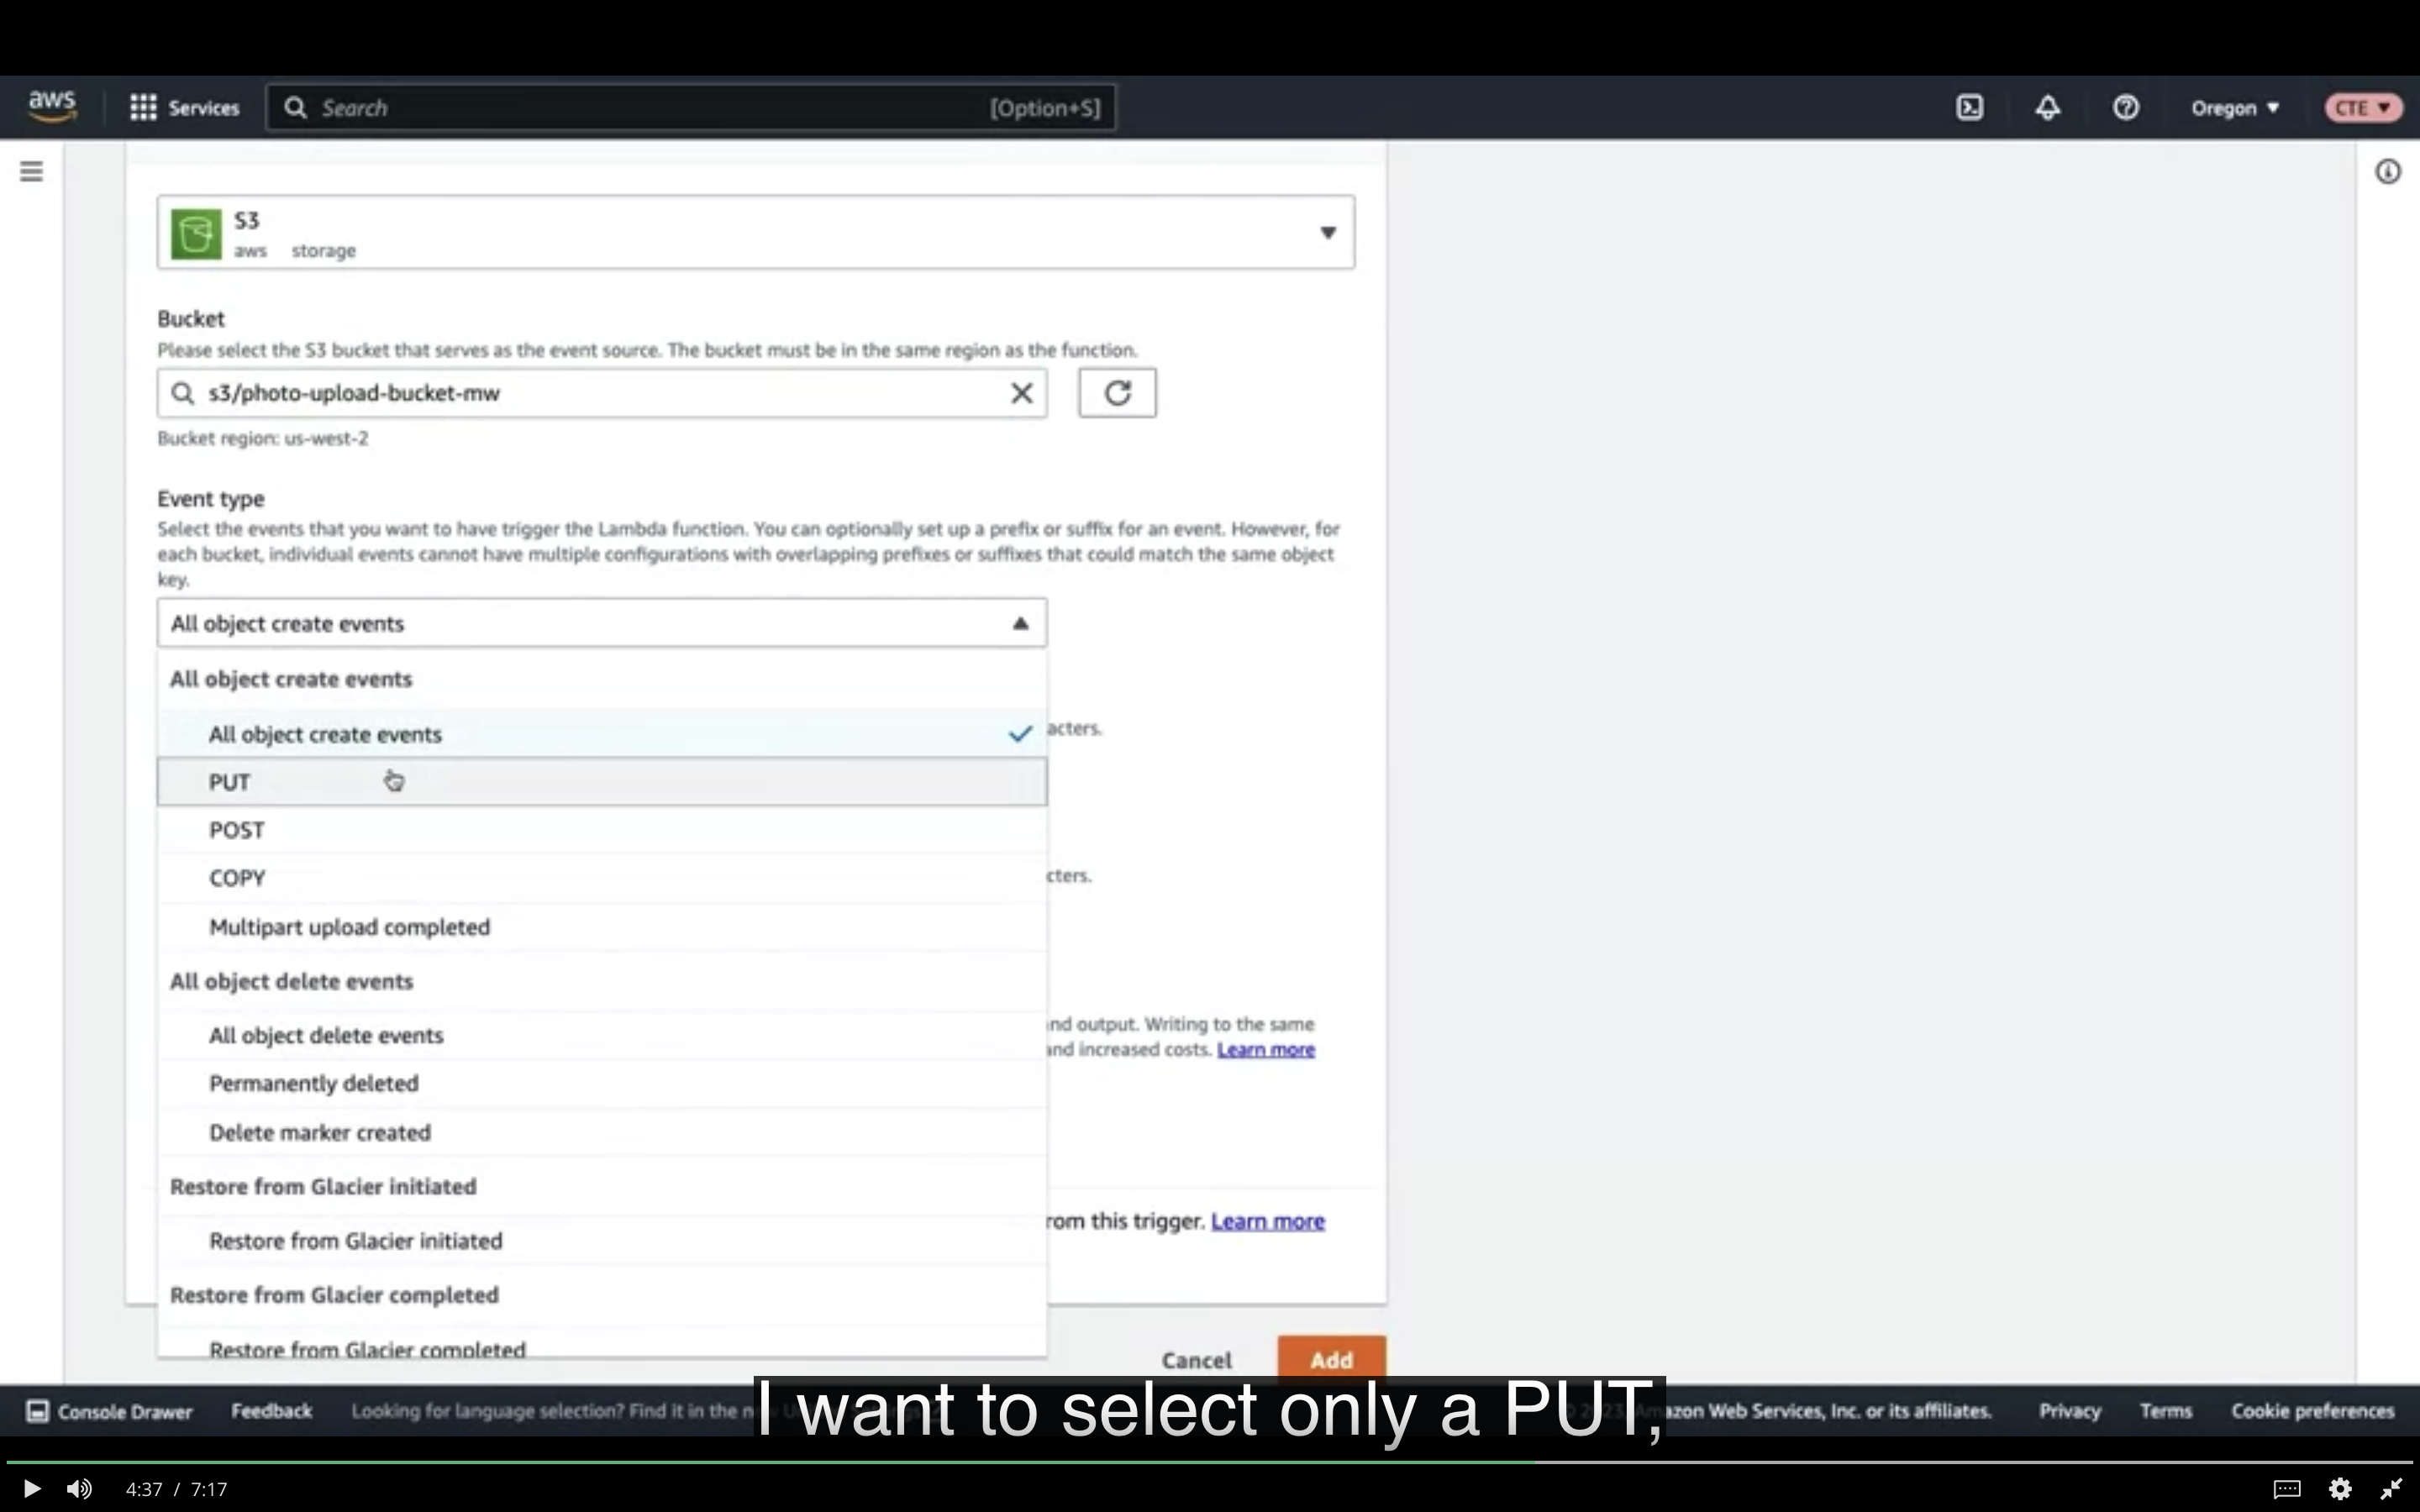 aws Services Search [Option+S] Oregon CTE
S3
aws storage
Bucket
Please select the S3 bucket that serves as the event source. The bucket must be in the same region as the function.
s3/photo-upload-bucket-mw
Bucket region: us-west-2
Event type
Select the events that you want to have trigger the Lambda function. You can optionally set up a prefix or suffix for an event. However, for
each bucket, individual events cannot have multiple configurations with overlapping prefixes or suffixes that could match the same object
key.
All object create events
All object create events
All object create events acters.
PUT
POST
COPY cters.
Multipart upload completed
All object delete events
nd output. Writing to the same
All object delete events and increased costs. Learn more
Permanently deleted
Delete marker created
Restore from Glacier initiated
rom this trigger. Learn more
Restore from Glacier initiated
Restore from Glacier completed
Restore from Glacier completed
Cancel Add
I want to select only a PUT,
Console Drawer Feedback Looking for language selection? Find it in the azon Web Services, Inc. or its affiliates. Privacy Terms Cookie preferences
4:37 / 7:17